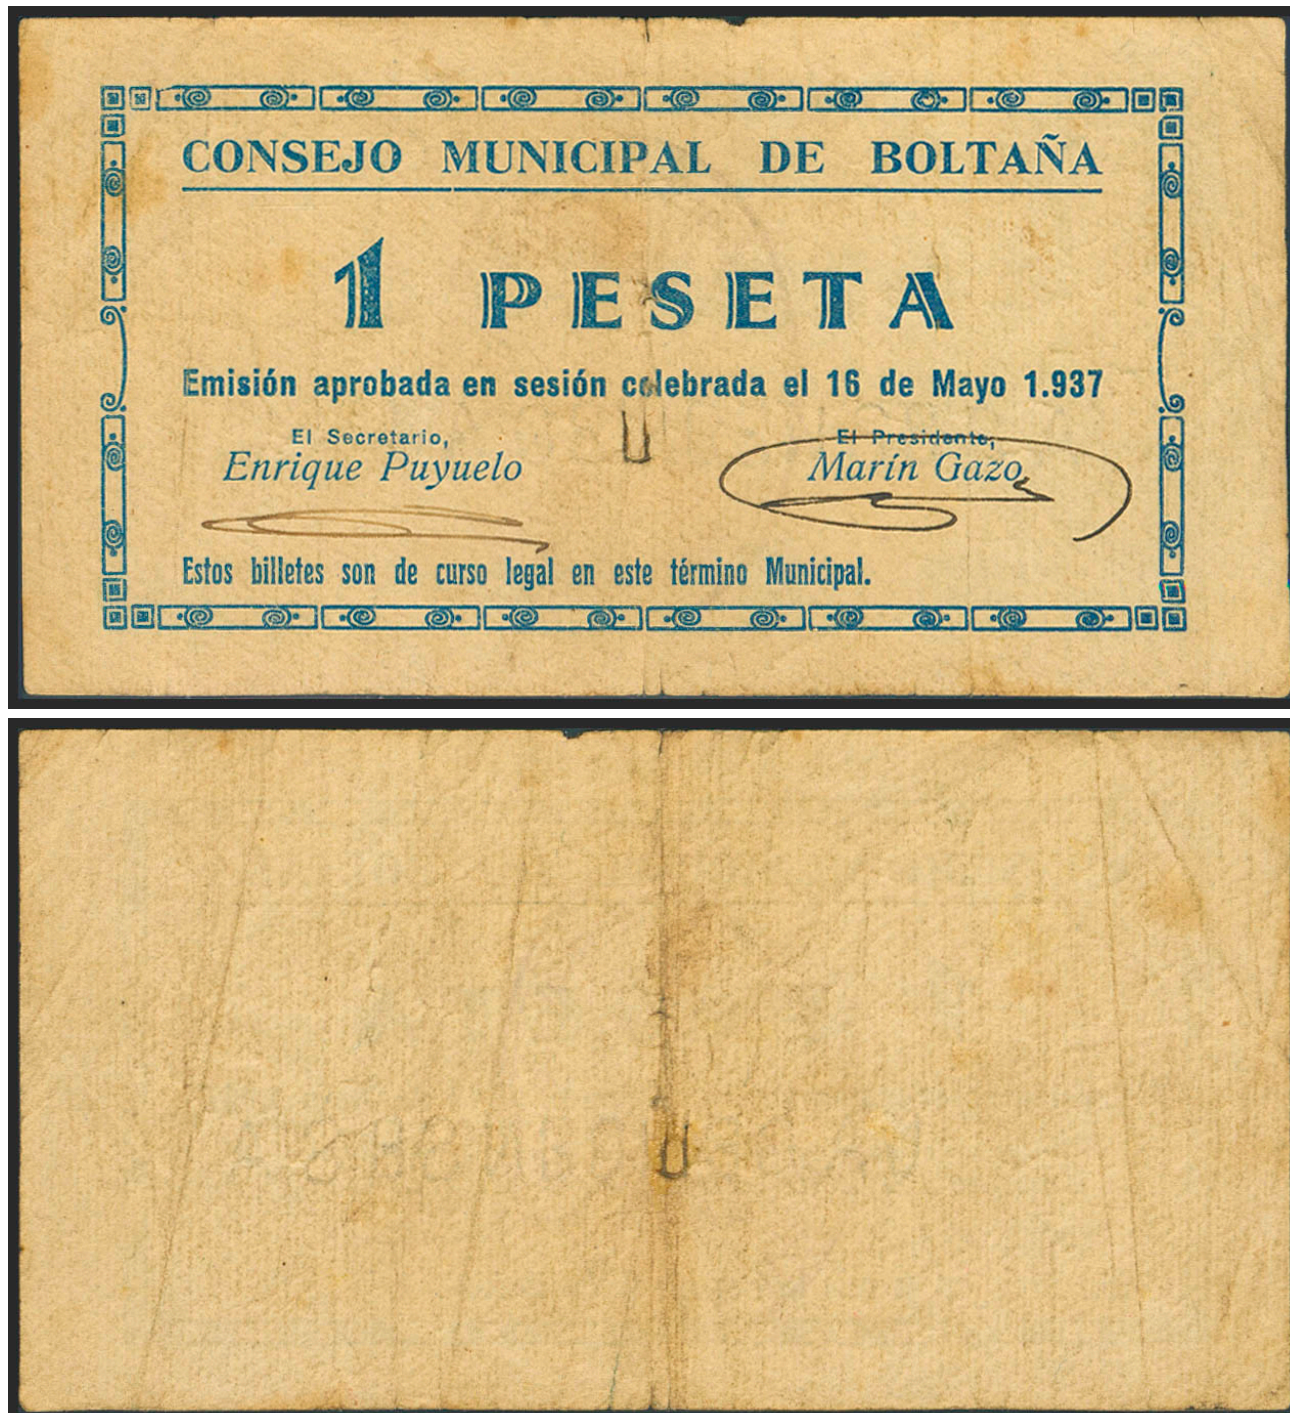 CONSEJO MUNICIPAL DE BOLTAÑA
1 PESETA
Emisión aprobada en sesión celebrada el 16 de Mayo 1.937
El Secretario,
Enrique Puyuelo
El Presidente,
Marín Gazo
Estos billetes son de curso legal en este término Municipal.